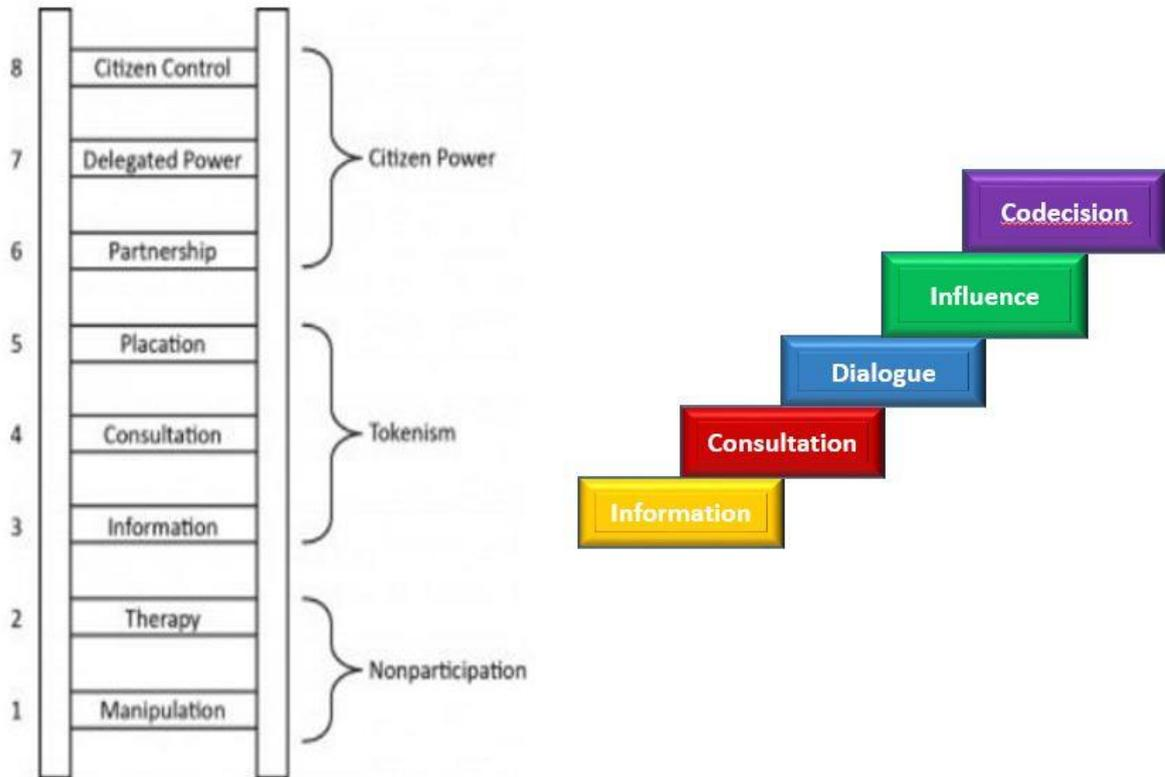 8 Citizen Control
7 Delegated Power
Citizen Power
6 Partnership
5 Placation
4 Consultation
Tokenism
3 Information
2 Therapy
Nonparticipation
1 Manipulation
Codecision
Influence
Dialogue
Consultation
Information